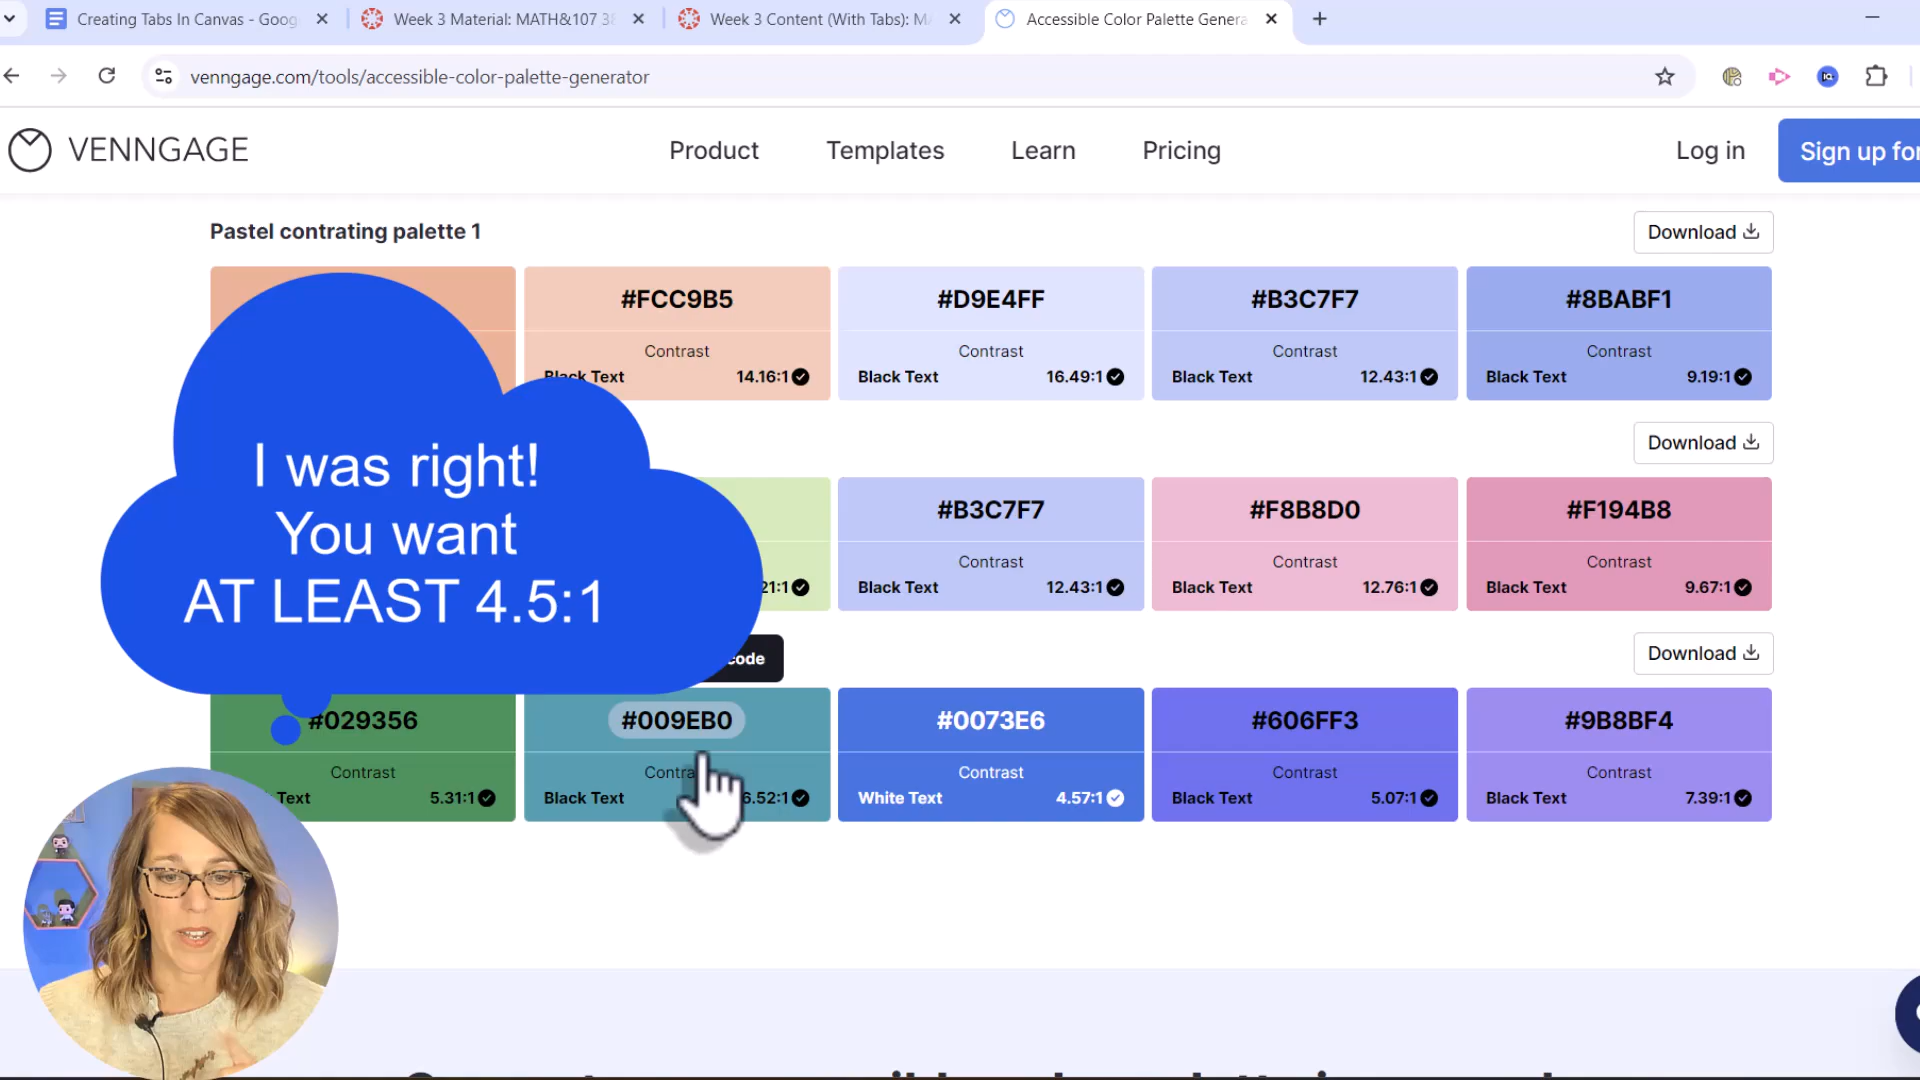 Creating Tabs In Canvas - Goog
Week 3 Material: MATH&107 38
Week 3 Content (With Tabs): MA
Accessible Color Palette Genera
venngage.com/tools/accessible-color-palette-generator
VENNGAGE
Product
Templates
Learn
Pricing
Log in
Sign up for
Pastel contrating palette 1
Download
#FCC9B5
#D9E4FF
#B3C7F7
#8BABF1
Contrast
Contrast
Contrast
Contrast
Black Text 14.16:1
Black Text 16.49:1
Black Text 12.43:1
Black Text 9.19:1
Download
I was right!
You want
AT LEAST 4.5:1
#B3C7F7
#F8B8D0
#F194B8
Contrast
Contrast
Contrast
21:1
Black Text 12.43:1
Black Text 12.76:1
Black Text 9.67:1
code
Download
#029356
#009EB0
#0073E6
#606FF3
#9B8BF4
Contrast
Contra
Contrast
Contrast
Contrast
Text 5.31:1
Black Text 6.52:1
White Text 4.57:1
Black Text 5.07:1
Black Text 7.39:1